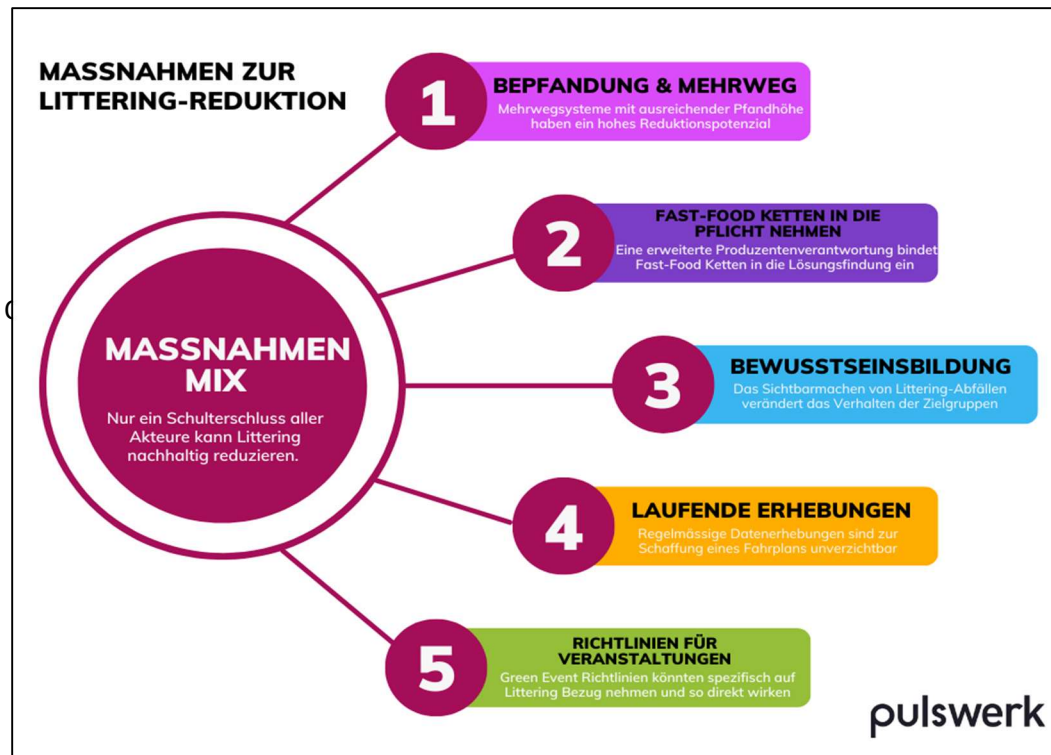 MASSNAHMEN ZUR
LITTERING-REDUKTION
1
BEPFANDUNG & MEHRWEG
Mehrwegsysteme mit ausreichender Pfandhöhe
haben ein hohes Reduktionspotenzial
2
FAST-FOOD KETTEN IN DIE
PFLICHT NEHMEN
Eine erweiterte Produzentenverantwortung bindet
Fast-Food Ketten in die Lösungsfindung ein
MASSNAHMEN
MIX
Nur ein Schulterschluss aller
Akteure kann Littering
nachhaltig reduzieren.
3
BEWUSSTSEINSBILDUNG
Das Sichtbarmachen von Littering-Abfällen
verändert das Verhalten der Zielgruppen
4
LAUFENDE ERHEBUNGEN
Regelmässige Datenerhebungen sind zur
Schaffung eines Fahrplans unverzichtbar
5
RICHTLINIEN FÜR
VERANSTALTUNGEN
Green Event Richtlinien könnten spezifisch auf
Littering Bezug nehmen und so direkt wirken
pulswerk